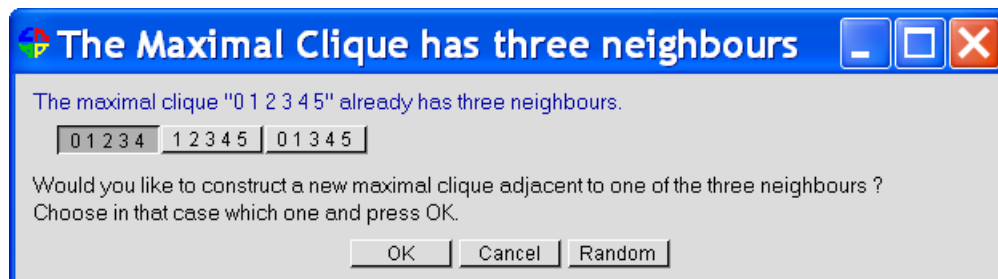 The Maximal Clique has three neighbours
The maximal clique "0 1 2 3 4 5" already has three neighbours.
0 1 2 3 4 1 2 3 4 5 0 1 3 4 5
Would you like to construct a new maximal clique adjacent to one of the three neighbours ?
Choose in that case which one and press OK.
OK Cancel Random